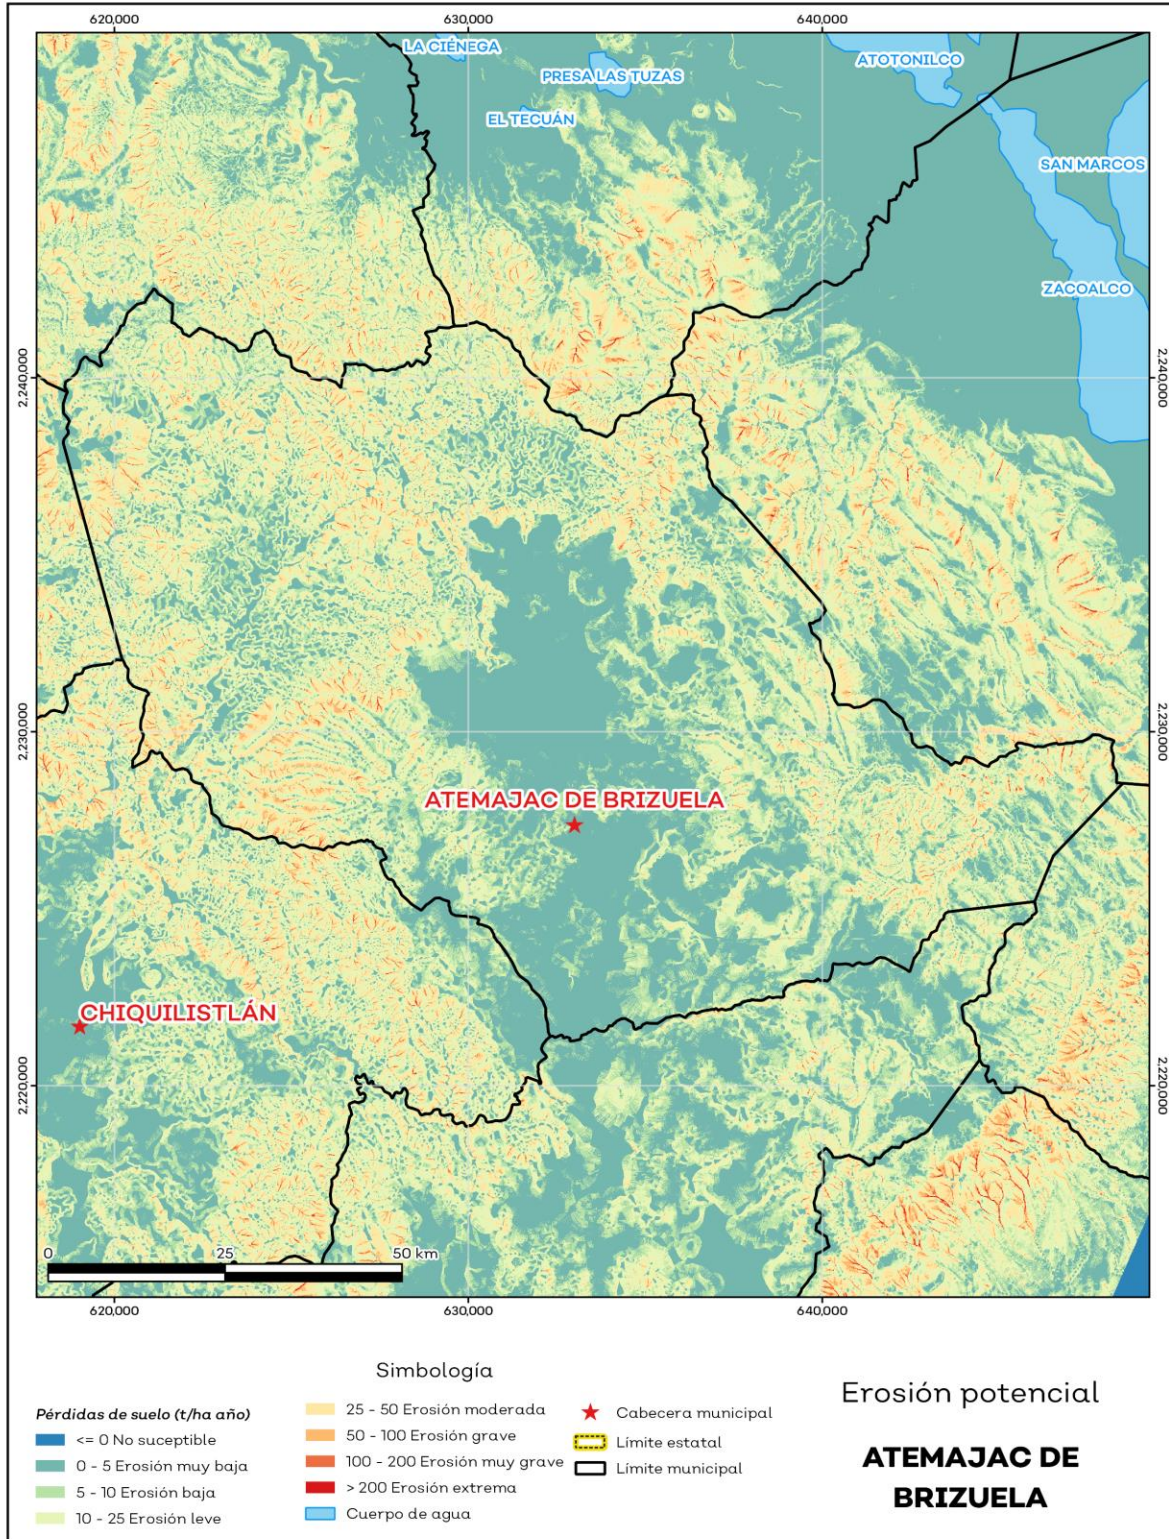 620,000
630,000
640,000
LA CIÉNEGA
PRESA LAS TUZAS
ATOTONILCO
EL TECUÁN
SAN MARCOS
ZACOALCO
2,240,000
2,240,000
2,230,000
2,230,000
ATEMAJAC DE BRIZUELA
CHIQUILISTLÁN
2,220,000
2,220,000
0
25
50 km
620,000
630,000
640,000
Simbología
Pérdidas de suelo (t/ha año)
<= 0 No suceptible
0 - 5 Erosión muy baja
5 - 10 Erosión baja
10 - 25 Erosión leve
25 - 50 Erosión moderada
50 - 100 Erosión grave
100 - 200 Erosión muy grave
> 200 Erosión extrema
Cuerpo de agua
Cabecera municipal
Límite estatal
Límite municipal
Erosión potencial
ATEMAJAC DE
BRIZUELA